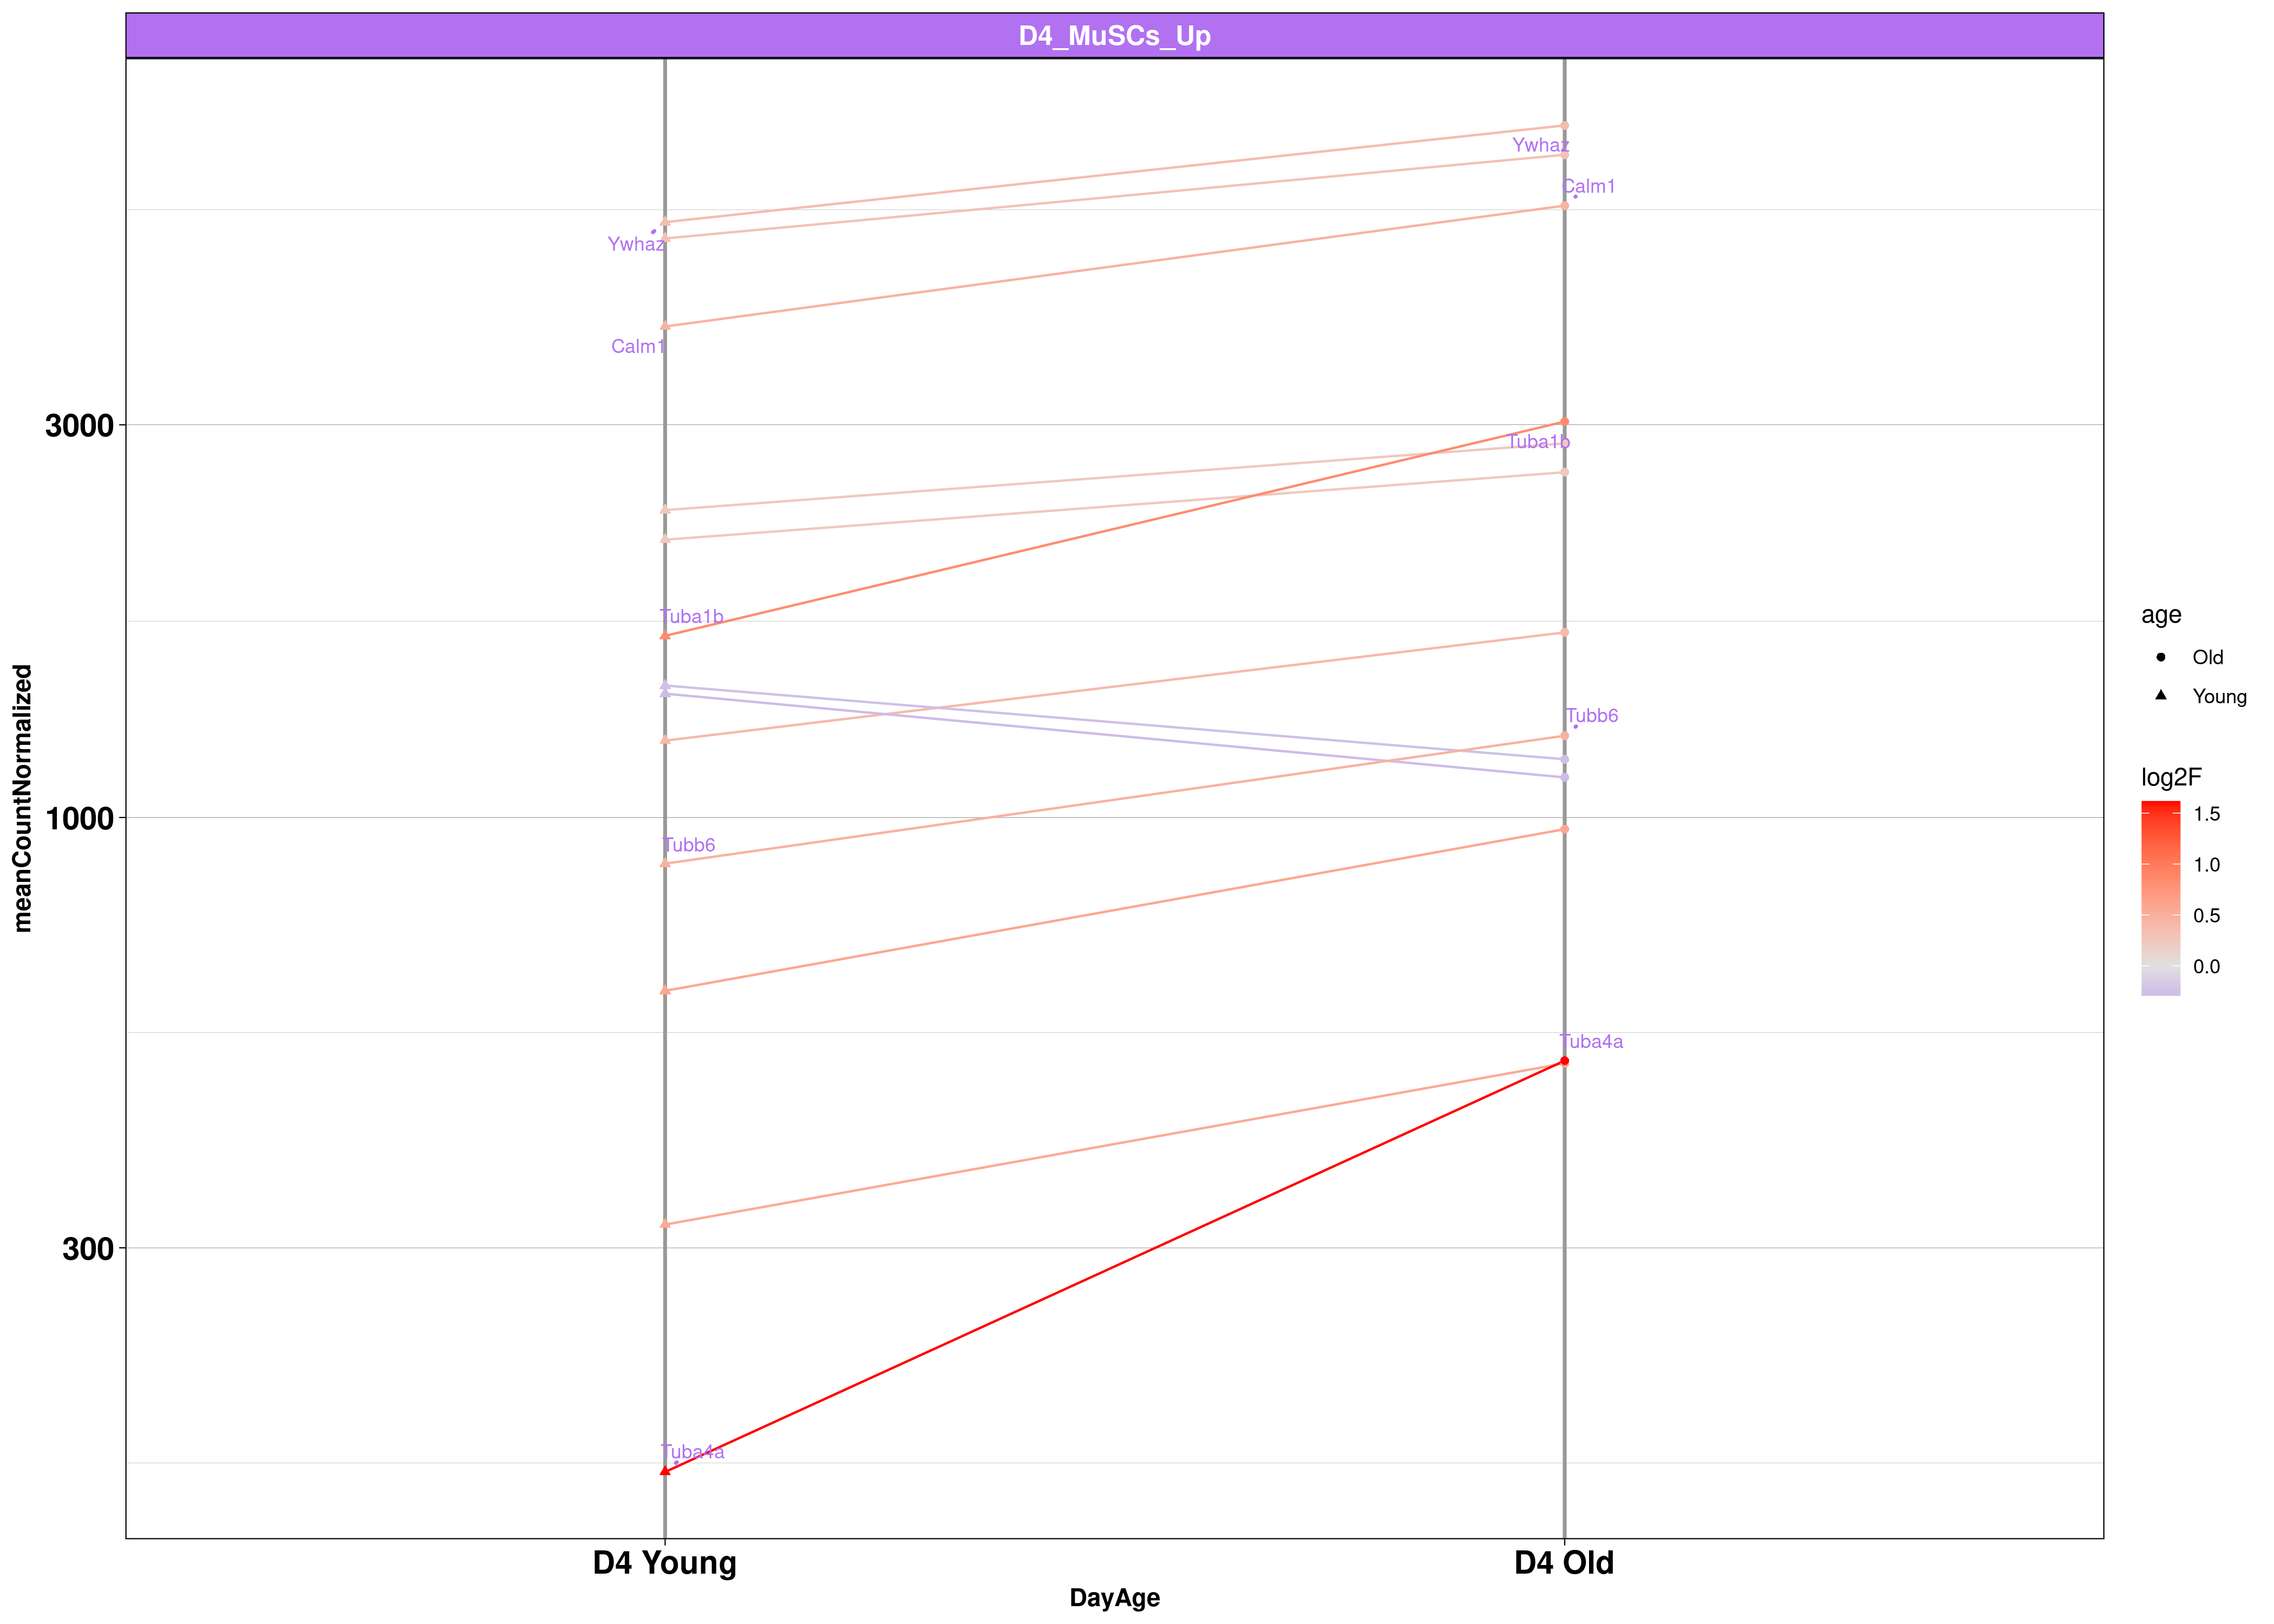 D4_MuSCs_Up
Ywhaz
Calm1
Ywhaz
Calm1
3000
Tuba1b
Tuba1b
Tubb6
1000
Tubb6
Tuba4a
300
Tuba4a
meanCountNormalized
D4 Young
D4 Old
DayAge
age
Old
Young
log2F
1.5
1.0
0.5
0.0